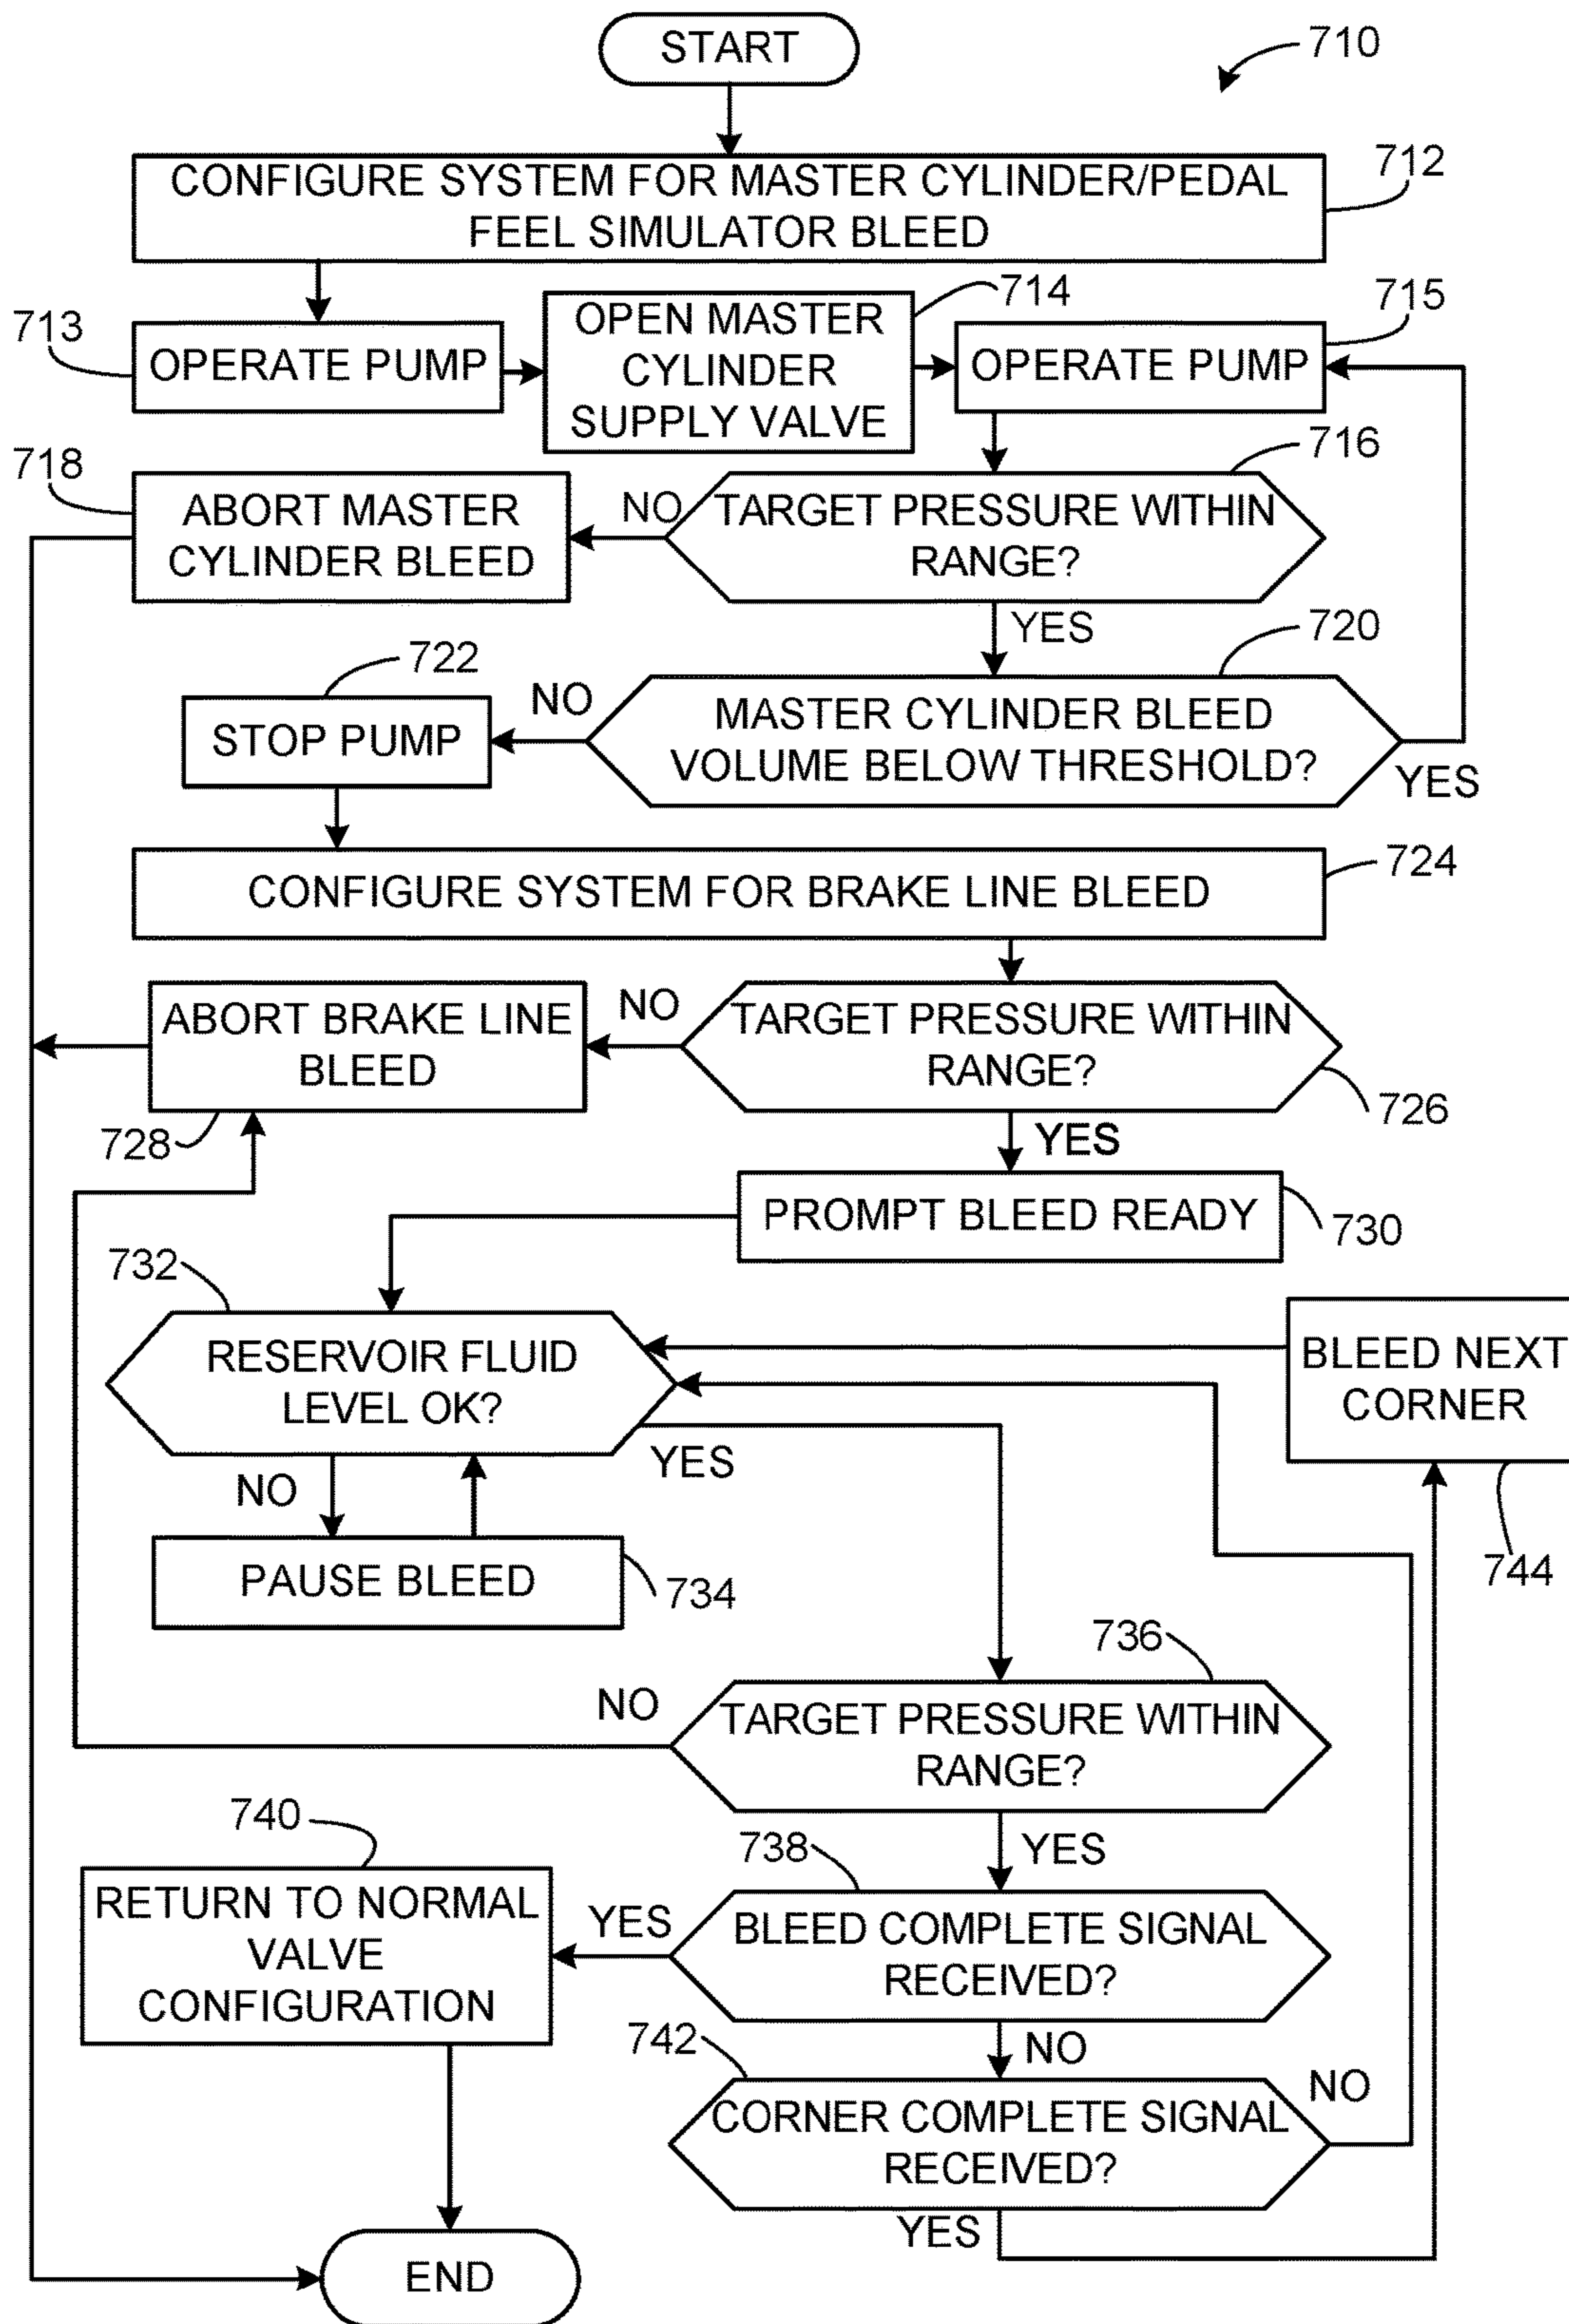 START
710
CONFIGURE SYSTEM FOR MASTER CYLINDER/PEDAL
FEEL SIMULATOR BLEED
712
713
OPERATE PUMP
OPEN MASTER
CYLINDER
SUPPLY VALVE
714
OPERATE PUMP
715
718
ABORT MASTER
CYLINDER BLEED
NO
TARGET PRESSURE WITHIN
RANGE?
716
YES
722
STOP PUMP
NO
MASTER CYLINDER BLEED
VOLUME BELOW THRESHOLD?
720
YES
CONFIGURE SYSTEM FOR BRAKE LINE BLEED
724
ABORT BRAKE LINE
BLEED
728
NO
TARGET PRESSURE WITHIN
RANGE?
726
YES
PROMPT BLEED READY
730
732
RESERVOIR FLUID
LEVEL OK?
YES
NO
PAUSE BLEED
734
BLEED NEXT
CORNER
744
736
NO
TARGET PRESSURE WITHIN
RANGE?
YES
740
RETURN TO NORMAL
VALVE
CONFIGURATION
738
YES
BLEED COMPLETE SIGNAL
RECEIVED?
NO
742
CORNER COMPLETE SIGNAL
RECEIVED?
NO
YES
END